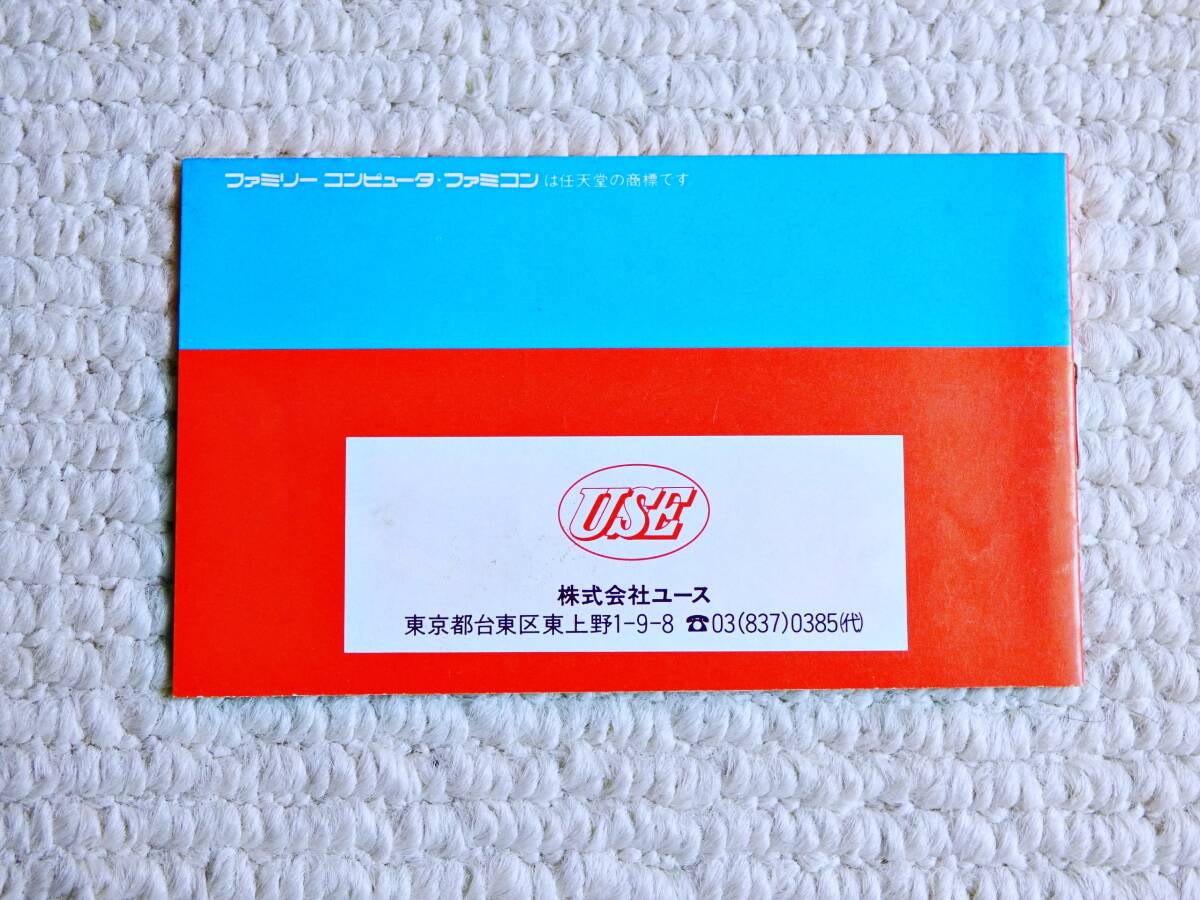 ファミリー コンピュータ・ファミコンは任天堂の商標です
USE
株式会社ユース
東京都台東区東上野1-9-8 ☎03(837)0385㈹